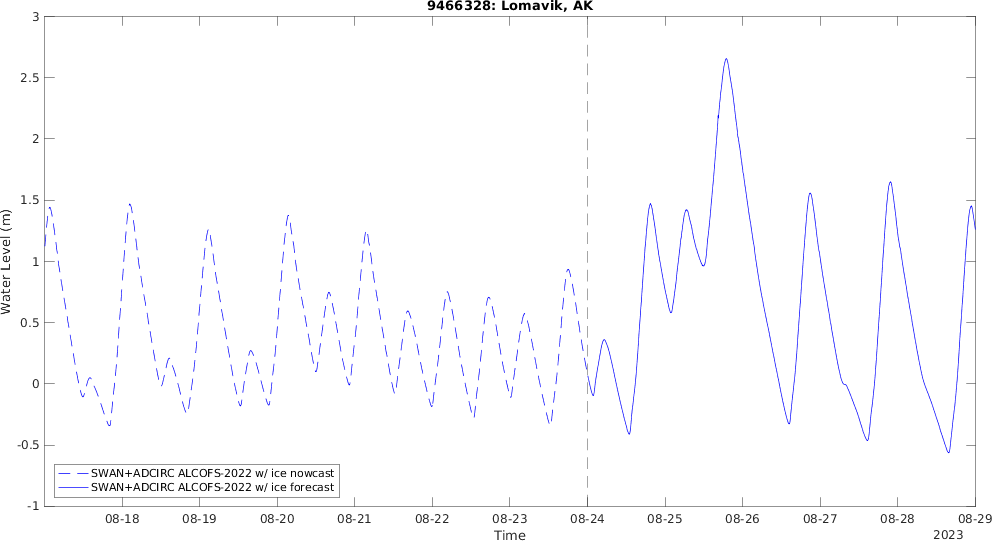 9466328: Lomavik, AK
3
2.5
2
1.5
1
0.5
0
-0.5
-1
Water Level (m)
SWAN+ADCIRC ALCOFS-2022 w/ ice nowcast
SWAN+ADCIRC ALCOFS-2022 w/ ice forecast
08-18 08-19 08-20 08-21 08-22 08-23 08-24 08-25 08-26 08-27 08-28 08-29
Time
2023